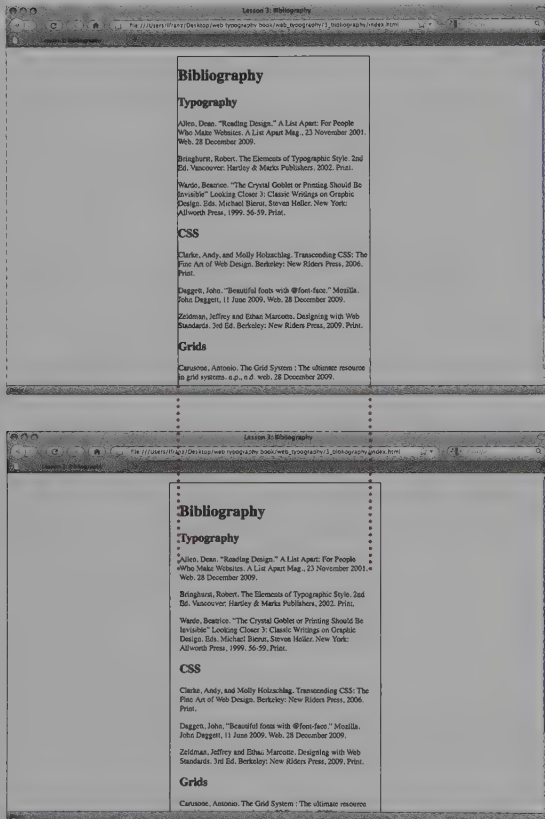 Lesson 3: Bibliography
file:///Users/lfranz/Desktop/web typography book/web_typography/3_bibliography/index.html
Lesson 3: Bibliography
Bibliography
Typography
Allen, Dean. "Reading Design." A List Apart: For People
Who Make Websites. A List Apart Mag., 23 November 2001.
Web. 28 December 2009.
Bringhurst, Robert. The Elements of Typographic Style. 2nd
Ed. Vancouver: Hartley & Marks Publishers, 2002. Print.
Warde, Beatrice. "The Crystal Goblet or Printing Should Be
Invisible" Looking Closer 3: Classic Writings on Graphic
Design. Eds. Michael Bierut, Steven Heller. New York:
Allworth Press, 1999. 56-59. Print.
CSS
Clarke, Andy, and Molly Holzschlag. Transcending CSS: The
Fine Art of Web Design. Berkeley: New Riders Press, 2006.
Print.
Daggett, John. "Beautiful fonts with @font-face." Mozilla.
John Daggett, 11 June 2009. Web. 28 December 2009.
Zeldman, Jeffrey and Ethan Marcotte. Designing with Web
Standards. 3rd Ed. Berkeley: New Riders Press, 2009. Print.
Grids
Carusone, Antonio. The Grid System : The ultimate resource
in grid systems. n.p., n.d. web. 28 December 2009.
Lesson 3: Bibliography
file:///Users/lfranz/Desktop/web typography book/web_typography/3_bibliography/index.html
Lesson 3: Bibliography
Bibliography
Typography
Allen, Dean. "Reading Design." A List Apart: For People
Who Make Websites. A List Apart Mag., 23 November 2001.
Web. 28 December 2009.
Bringhurst, Robert. The Elements of Typographic Style. 2nd
Ed. Vancouver: Hartley & Marks Publishers, 2002. Print.
Warde, Beatrice. "The Crystal Goblet or Printing Should Be
Invisible" Looking Closer 3: Classic Writings on Graphic
Design. Eds. Michael Bierut, Steven Heller. New York:
Allworth Press, 1999. 56-59. Print.
CSS
Clarke, Andy, and Molly Holzschlag. Transcending CSS: The
Fine Art of Web Design. Berkeley: New Riders Press, 2006.
Print.
Daggett, John. "Beautiful fonts with @font-face." Mozilla.
John Daggett, 11 June 2009. Web. 28 December 2009.
Zeldman, Jeffrey and Ethan Marcotte. Designing with Web
Standards. 3rd Ed. Berkeley: New Riders Press, 2009. Print.
Grids
Carusone, Antonio. The Grid System : The ultimate resource